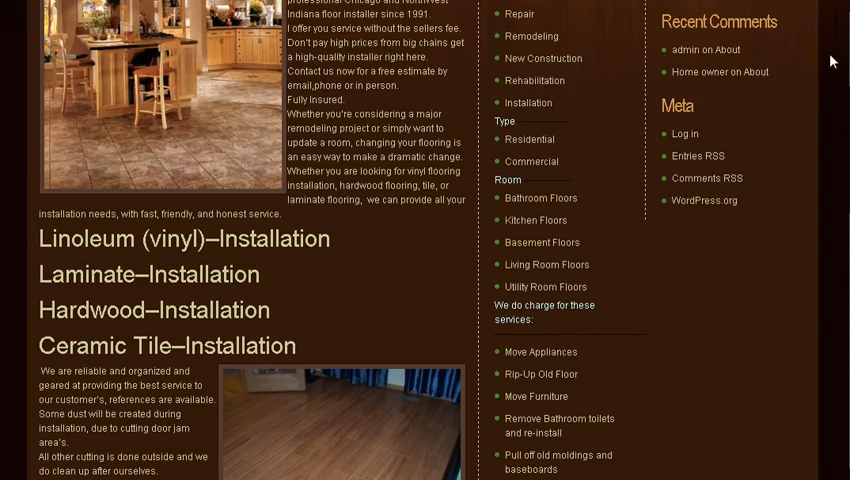 professional Chicago and NorthWest
Indiana floor installer since 1991.
I offer you service without the sellers fee.
Don't pay high prices from big chains get
a high-quality installer right here.
Contact us now for a free estimate by
email,phone or in person.
Fully Insured.
Whether you're considering a major
remodeling project or simply want to
update a room, changing your flooring is
an easy way to make a dramatic change.
Whether you are looking for vinyl flooring
installation, hardwood flooring, tile, or
laminate flooring, we can provide all your
installation needs, with fast, friendly, and honest service.
Linoleum (vinyl)–Installation
Laminate–Installation
Hardwood–Installation
Ceramic Tile–Installation
We are reliable and organized and
geared at providing the best service to
our customer's, references are available.
Some dust will be created during
installation, due to cutting door jam
area's.
All other cutting is done outside and we
do clean up after ourselves.
Repair
Remodeling
New Construction
Rehabilitation
Installation
Type
Residential
Commercial
Room
Bathroom Floors
Kitchen Floors
Basement Floors
Living Room Floors
Utility Room Floors
We do charge for these
services:
Move Appliances
Rip-Up Old Floor
Move Furniture
Remove Bathroom toilets
and re-install
Pull off old moldings and
baseboards
Recent Comments
admin on About
Home owner on About
Meta
Log in
Entries RSS
Comments RSS
WordPress.org